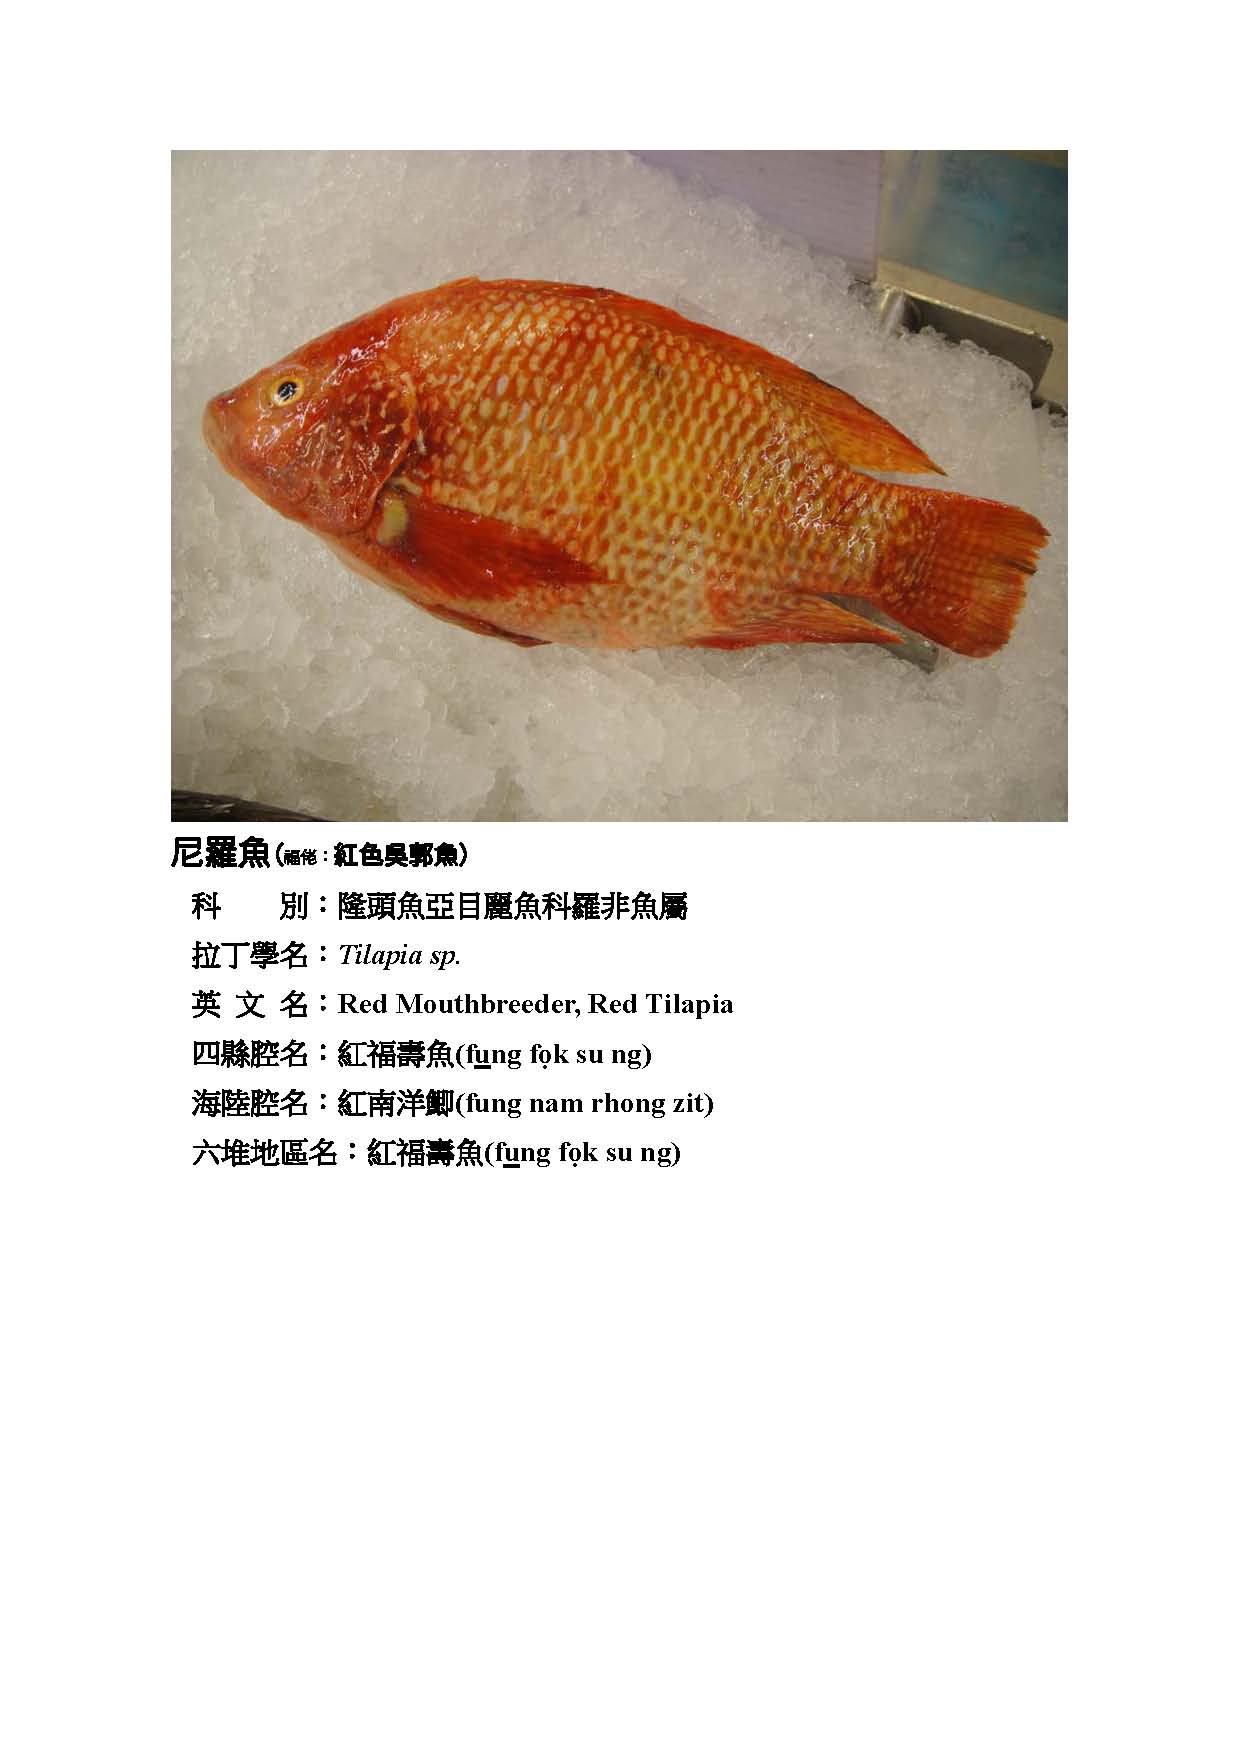 尼羅魚(福佬：紅色吳郭魚)
科　　別：隆頭魚亞目麗魚科羅非魚屬
拉丁學名：Tilapia sp.
英 文 名：Red Mouthbreeder, Red Tilapia
四縣腔名：紅福壽魚(fu̲ng fọk su ng)
海陸腔名：紅南洋鯽(fung nam rhong zit)
六堆地區名：紅福壽魚(fu̲ng fọk su ng)